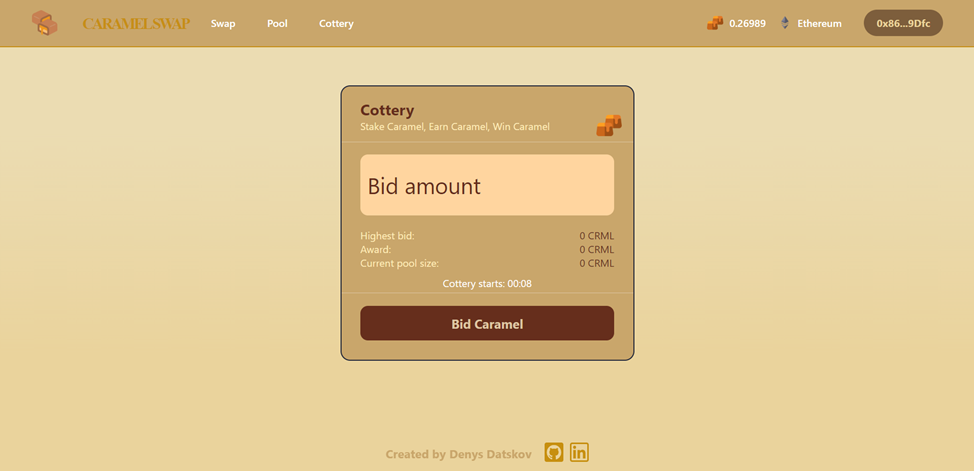 CARAMELSWAP Swap Pool Cottery 0.26989 Ethereum 0x86...9Dfc
Cottery
Stake Caramel, Earn Caramel, Win Caramel
Bid amount
Highest bid: 0 CRML
Award: 0 CRML
Current pool size: 0 CRML
Cottery starts: 00:08
Bid Caramel
Created by Denys Datskov in